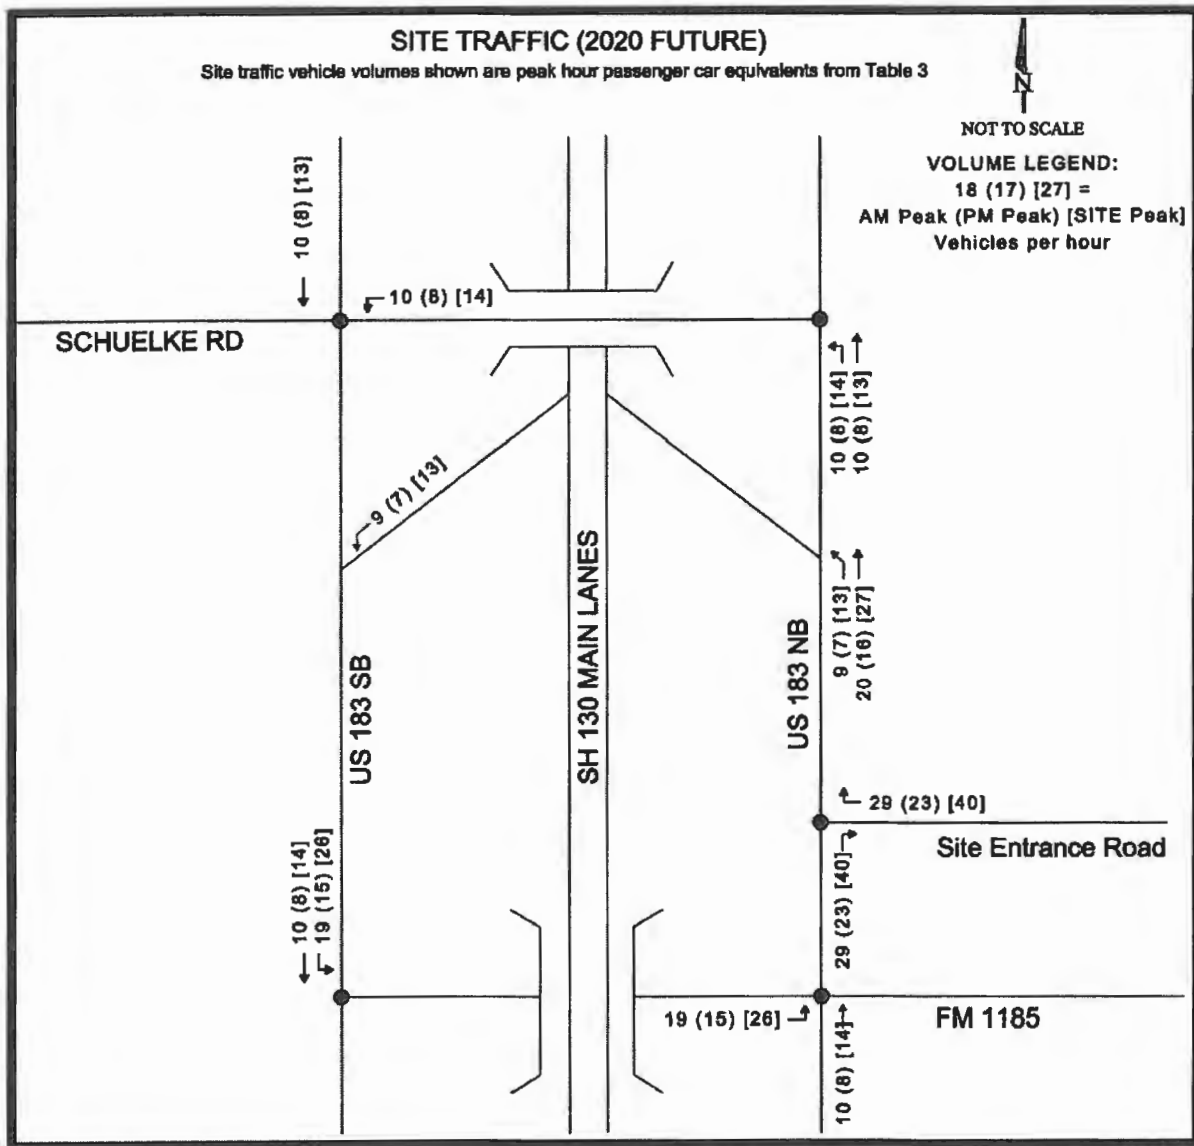 SITE TRAFFIC (2020 FUTURE)
Site traffic vehicle volumes shown are peak hour passenger car equivalents from Table 3
N
NOT TO SCALE
VOLUME LEGEND:
18 (17) [27] =
AM Peak (PM Peak) [SITE Peak]
Vehicles per hour
10 (8) [13]
10 (8) [14]
SCHUELKE RD
10 (8) [14]
10 (8) [13]
9 (7) [13]
SH 130 MAIN LANES
9 (7) [13]
20 (16) [27]
US 183 SB
US 183 NB
29 (23) [40]
Site Entrance Road
10 (8) [14]
19 (15) [26]
29 (23) [40]
19 (15) [26]
FM 1185
10 (8) [14]